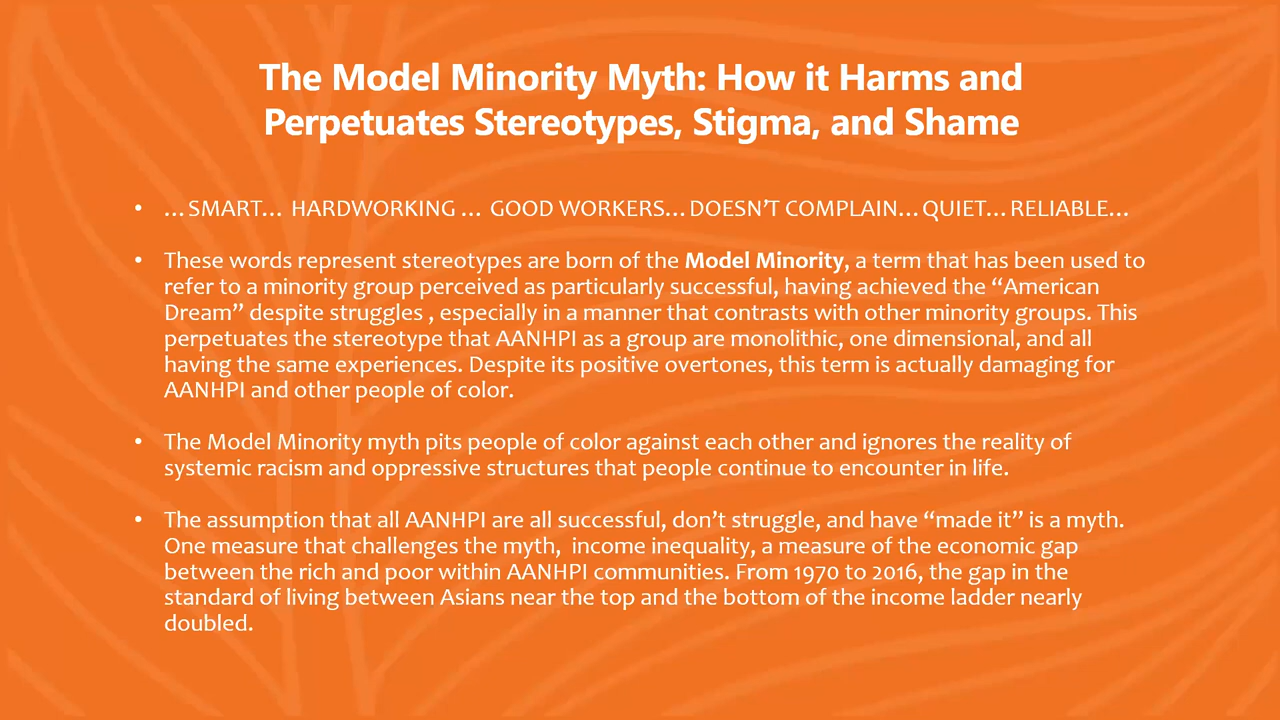 The Model Minority Myth: How it Harms and
Perpetuates Stereotypes, Stigma, and Shame
• …SMART… HARDWORKING … GOOD WORKERS…DOESN’T COMPLAIN…QUIET…RELIABLE…
• These words represent stereotypes are born of the Model Minority, a term that has been used to
refer to a minority group perceived as particularly successful, having achieved the “American
Dream” despite struggles , especially in a manner that contrasts with other minority groups. This
perpetuates the stereotype that AANHPI as a group are monolithic, one dimensional, and all
having the same experiences. Despite its positive overtones, this term is actually damaging for
AANHPI and other people of color.
• The Model Minority myth pits people of color against each other and ignores the reality of
systemic racism and oppressive structures that people continue to encounter in life.
• The assumption that all AANHPI are all successful, don’t struggle, and have “made it” is a myth.
One measure that challenges the myth,  income inequality, a measure of the economic gap
between the rich and poor within AANHPI communities. From 1970 to 2016, the gap in the
standard of living between Asians near the top and the bottom of the income ladder nearly
doubled.